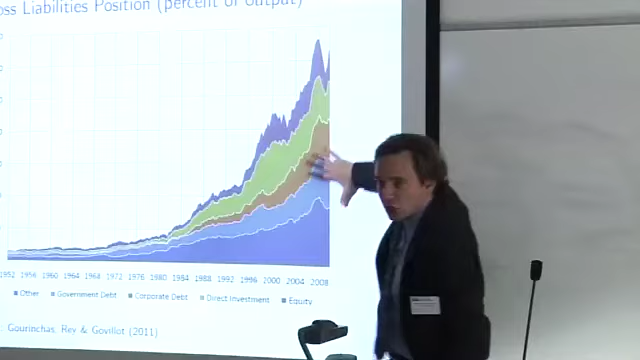 oss Liabilities Position (percent of output)
1952 1956 1960 1964 1968 1972 1976 1980 1984 1988 1992 1996 2000 2004 2008
Other Government Debt Corporate Debt Direct Investment Equity
Gourinchas, Rey & Govillot (2011)